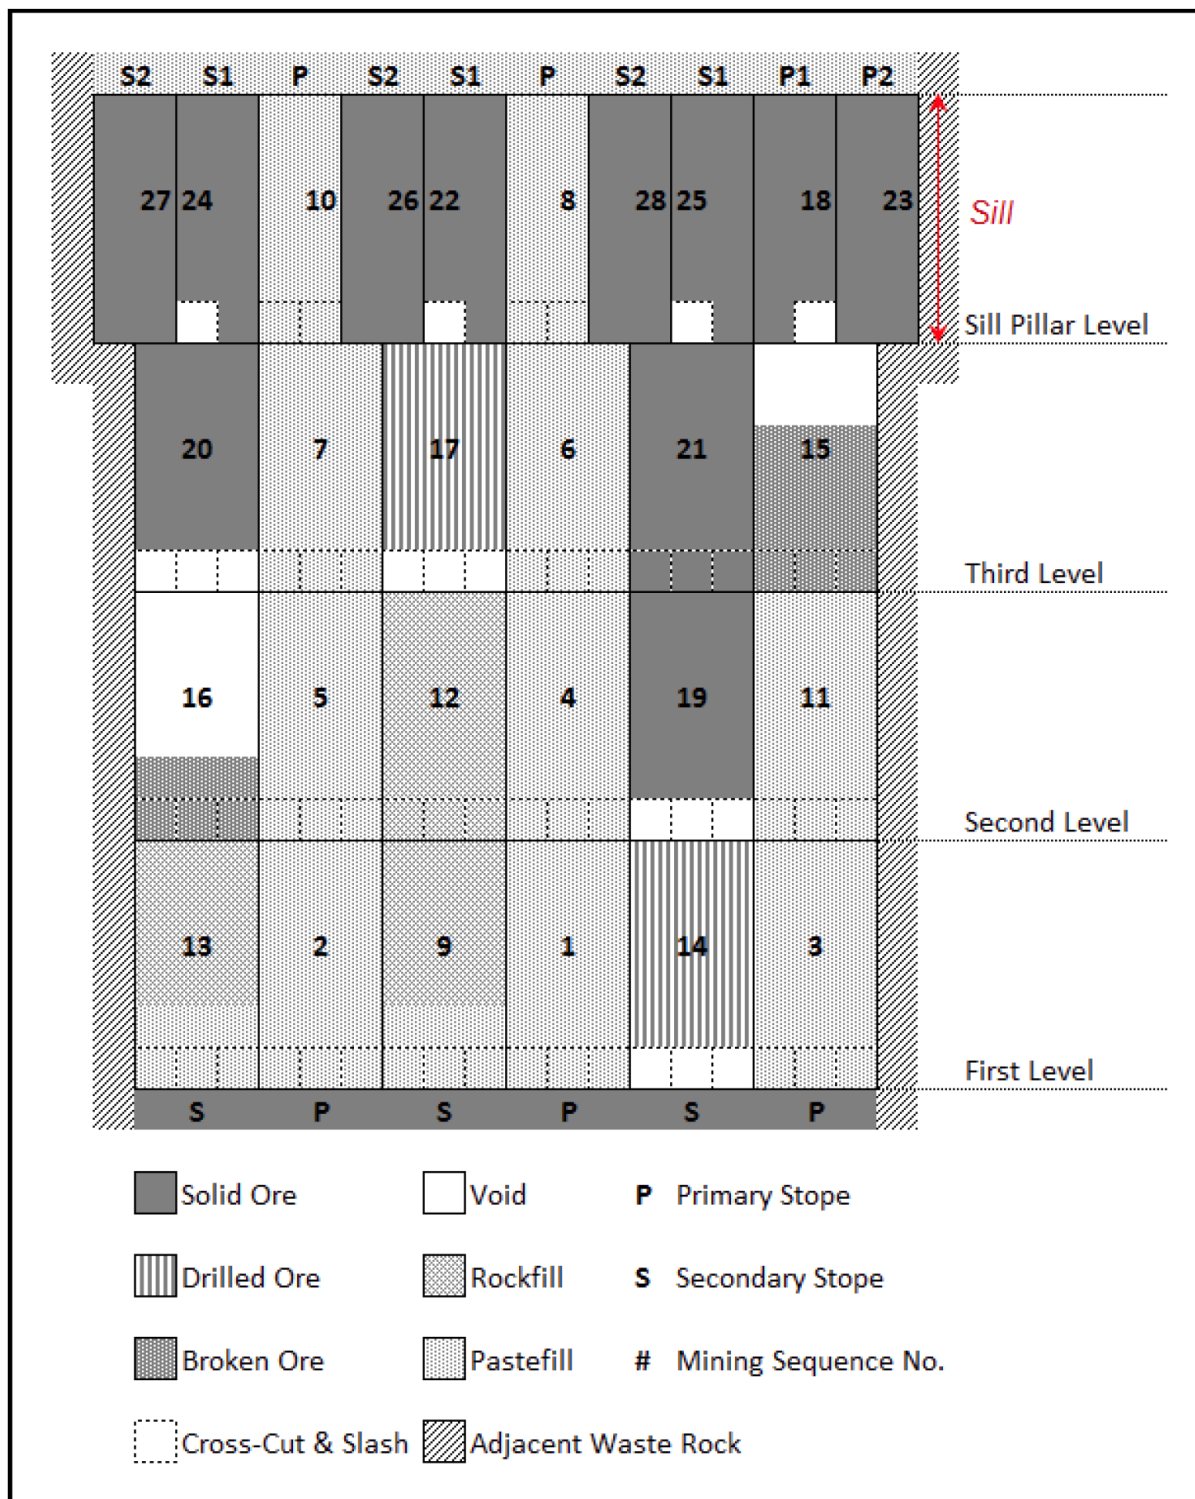 S2 S1 P S2 S1 P S2 S1 P1 P2
27 24 10 26 22 8 28 25 18 23
Sill
Sill Pillar Level
20 7 17 6 21 15
Third Level
16 5 12 4 19 11
Second Level
13 2 9 1 14 3
First Level
S P S P S P
Solid Ore Void P Primary Stope
Drilled Ore Rockfill S Secondary Stope
Broken Ore Pastefill # Mining Sequence No.
Cross-Cut & Slash Adjacent Waste Rock